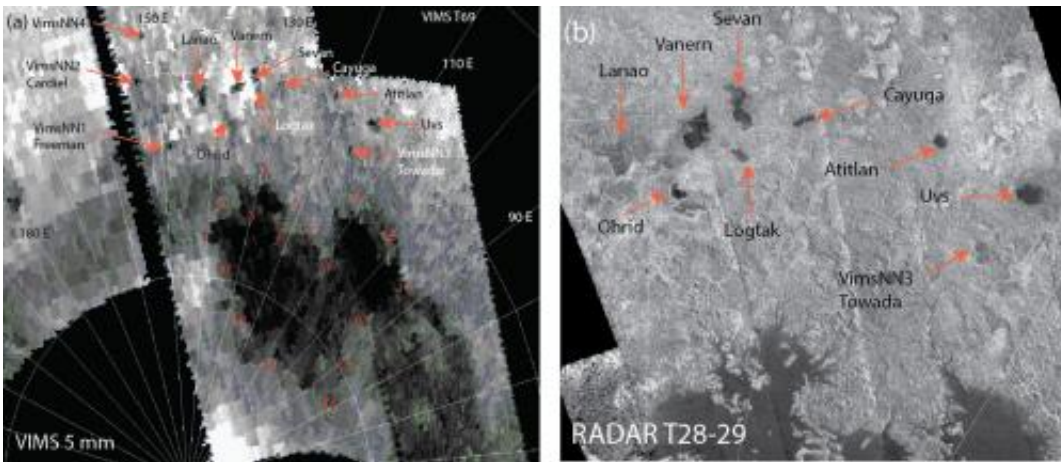 (a) VimsNN4
150 E
130 E
VIMS T69
Lanao
Vanern
Sevan
110 E
VimsNN2
Cardiel
Cayuga
Atitlan
Uvs
Logtak
VimsNN1
Freeman
Ohrid
VimsNN3
Towada
90 E
180 E
VIMS 5 mm
(b)
Sevan
Vanern
Lanao
Cayuga
Atitlan
Uvs
Ohrid
Logtak
VimsNN3
Towada
RADAR T28-29